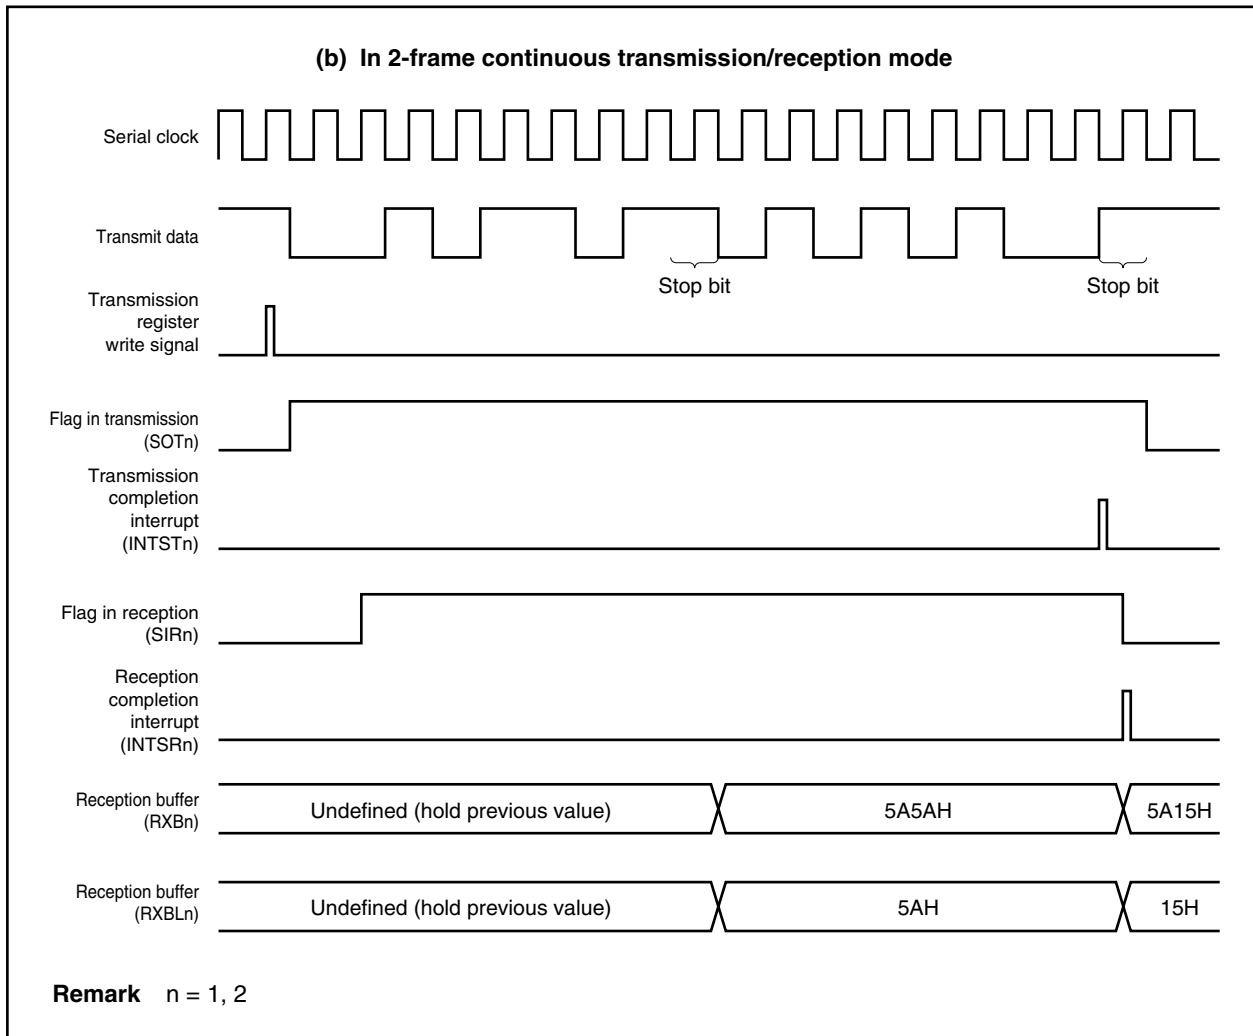 (b) In 2-frame continuous transmission/reception mode
Serial clock
Transmit data
Stop bit
Stop bit
Transmission
register
write signal
Flag in transmission
(SOTn)
Transmission
completion
interrupt
(INTSTn)
Flag in reception
(SIRn)
Reception
completion
interrupt
(INTSRn)
Reception buffer
(RXBn)
Undefined (hold previous value)
5A5AH
5A15H
Reception buffer
(RXBLn)
Undefined (hold previous value)
5AH
15H
Remark n = 1, 2